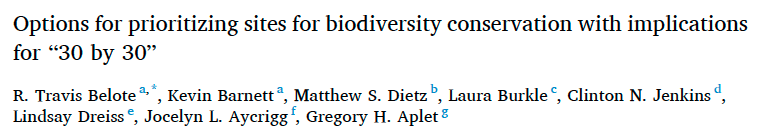 Options for prioritizing sites for biodiversity conservation with implications
for “30 by 30”
R. Travis Belote a,*, Kevin Barnett a, Matthew S. Dietz b, Laura Burkle c, Clinton N. Jenkins d,
Lindsay Dreiss e, Jocelyn L. Aycrigg f, Gregory H. Aplet g